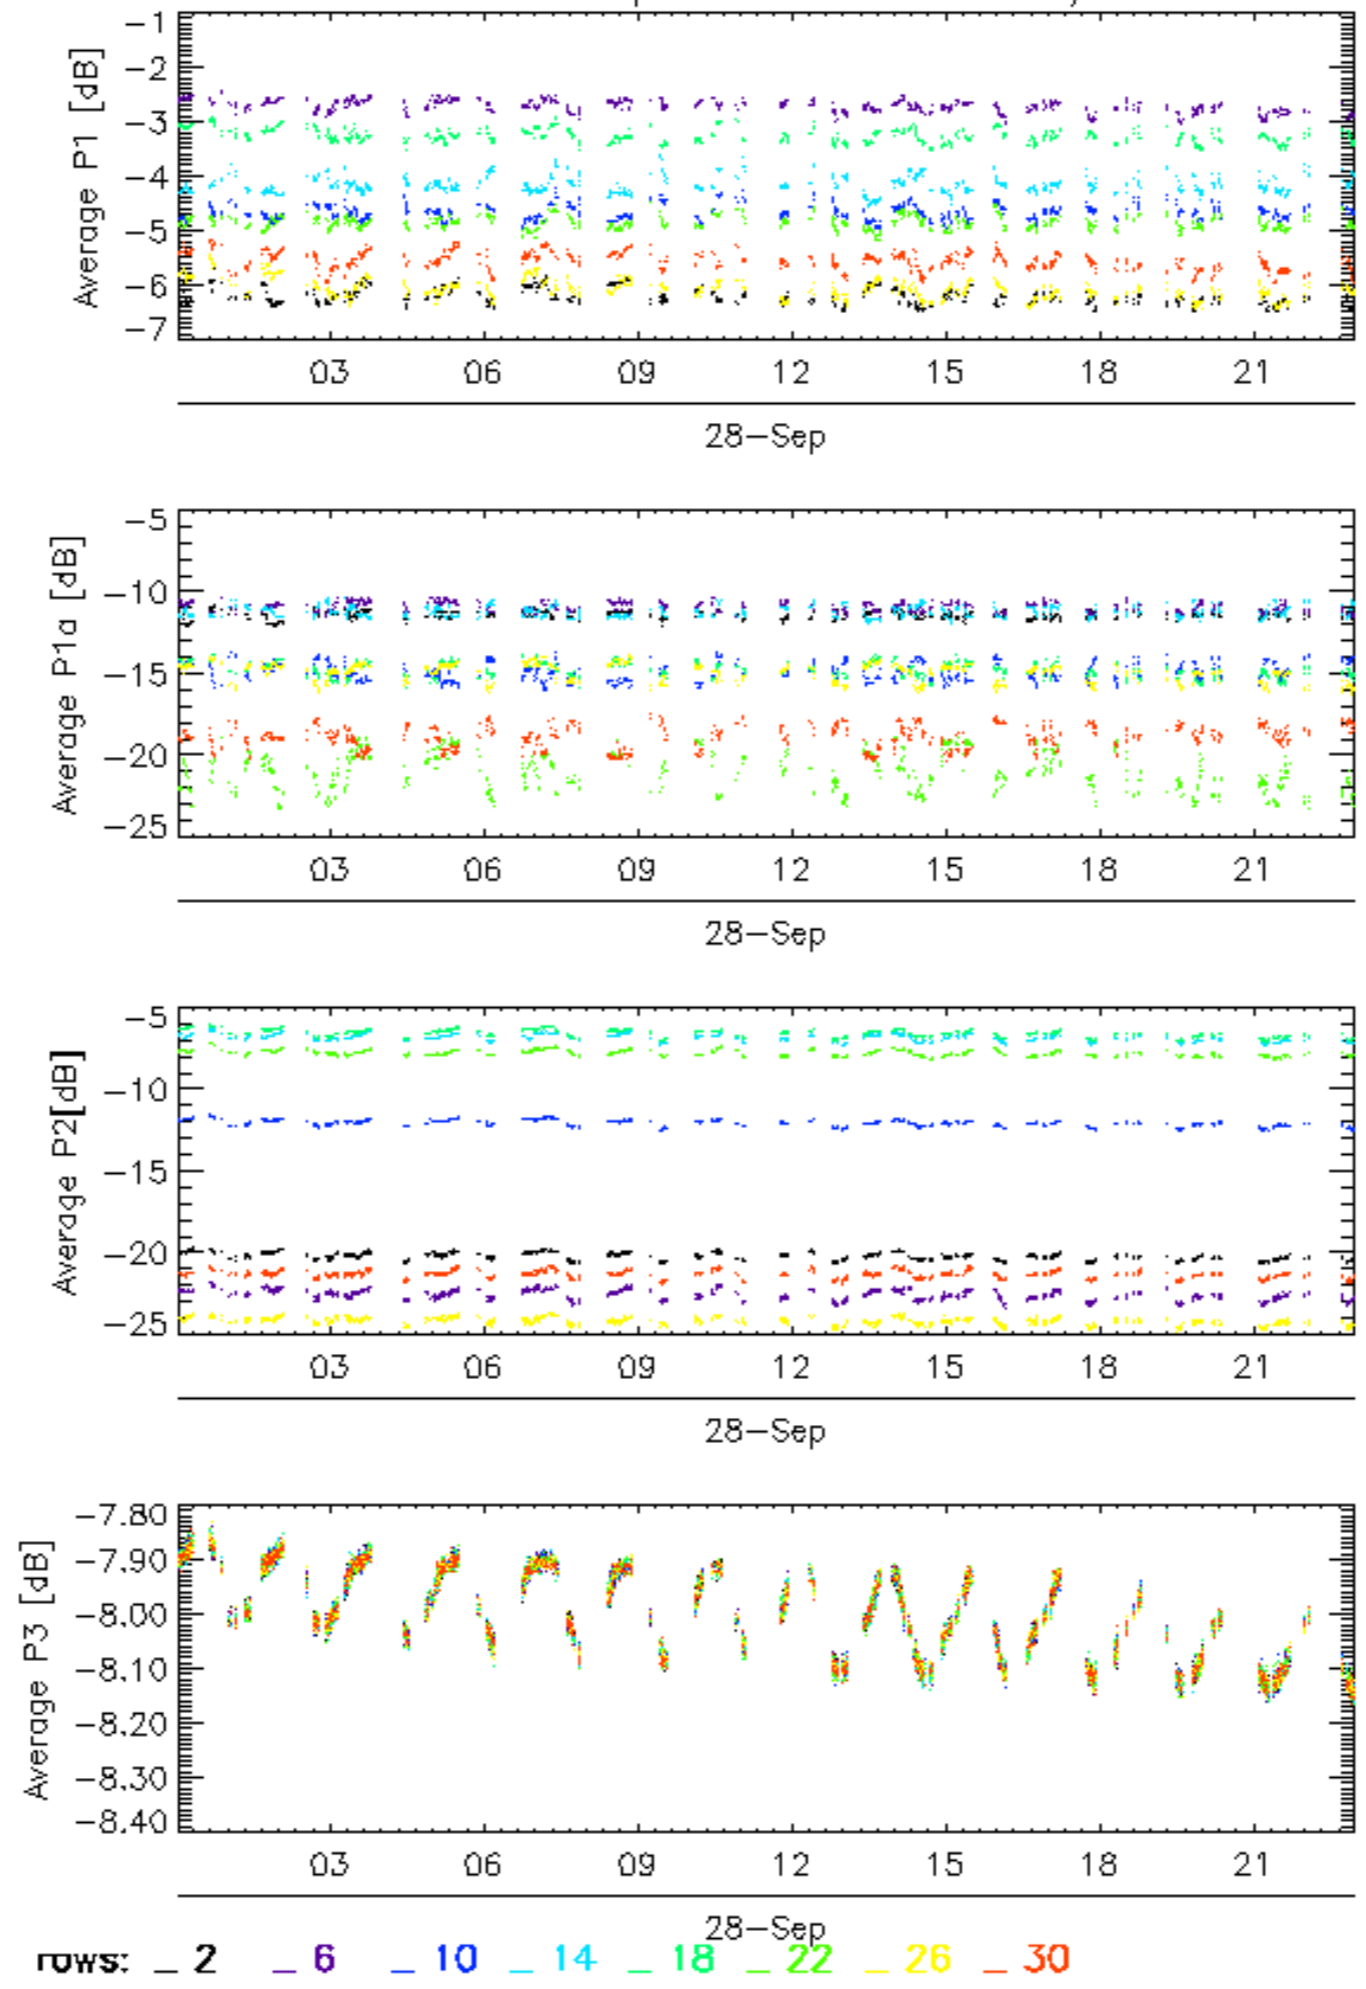 -1
-2
-3
-4
-5
-6
-7
Average P1 [dB]
03 06 09 12 15 18 21
28-Sep
-5
-10
-15
-20
-25
Average P1a [dB]
03 06 09 12 15 18 21
28-Sep
-5
-10
-15
-20
-25
Average P2[dB]
03 06 09 12 15 18 21
28-Sep
-7.80
-7.90
-8.00
-8.10
-8.20
-8.30
-8.40
Average P3 [dB]
03 06 09 12 15 18 21
28-Sep
rows: _ 2 _ 6 _ 10 _ 14 _ 18 _ 22 _ 26 _ 30